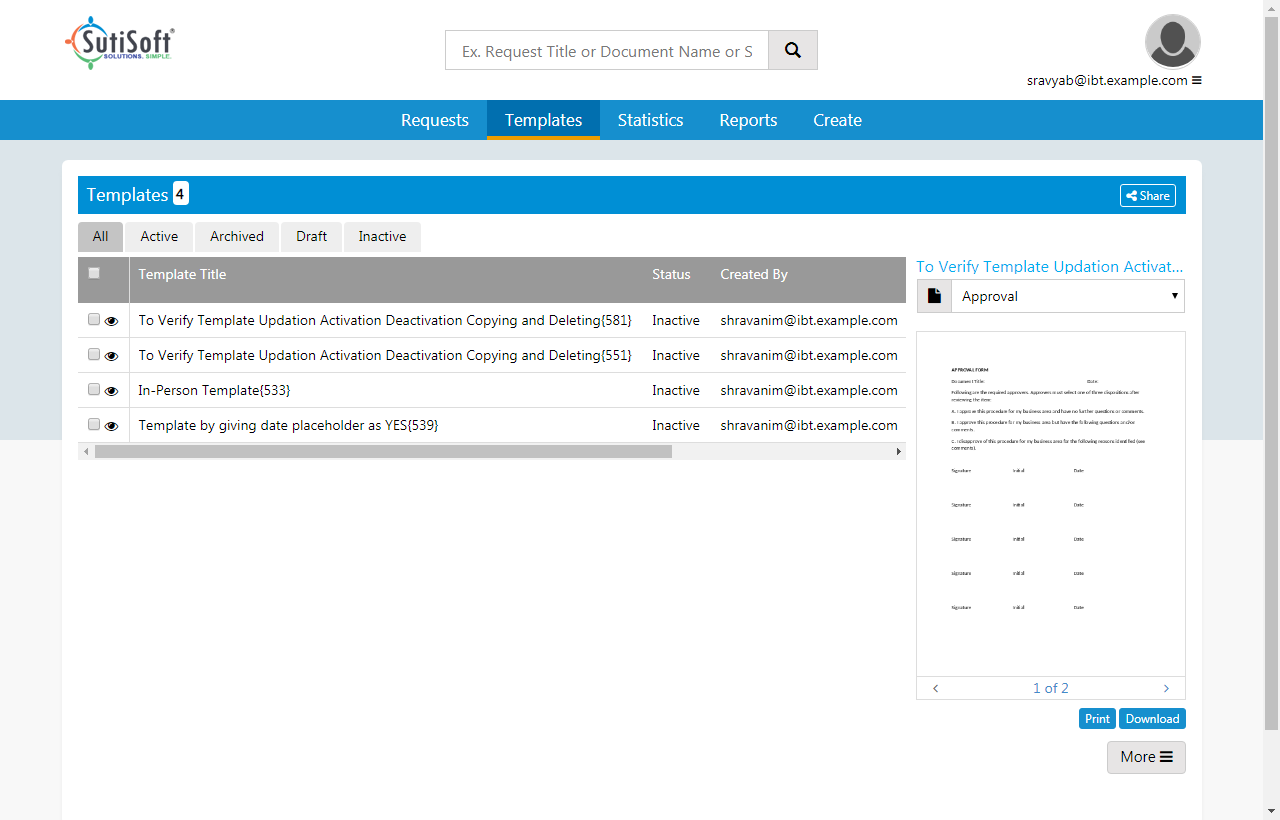 SutiSoft®
SOLUTIONS. SIMPLE.
Ex. Request Title or Document Name or S
sravyab@ibt.example.com
Requests Templates Statistics Reports Create
Templates 4
Share
All Active Archived Draft Inactive
Template Title Status Created By
To Verify Template Updation Activation Deactivation Copying and Deleting{581} Inactive shravanim@ibt.example.com
To Verify Template Updation Activation Deactivation Copying and Deleting{551} Inactive shravanim@ibt.example.com
In-Person Template{533} Inactive shravanim@ibt.example.com
Template by giving date placeholder as YES{539} Inactive shravanim@ibt.example.com
To Verify Template Updation Activat...
Approval
APPROVAL FORM
Document Title: Date:
Following are the required approvers. Approvers must select one of three dispositions after
reviewing the item:
A. I approve this procedure for my business area and have no further questions or comments.
B. I approve this procedure for my business area but have the following questions and/or
comments.
C. I disapprove of this procedure for my business area for the following reasons identified (see
comments).
Signature Initial Date
Signature Initial Date
Signature Initial Date
Signature Initial Date
Signature Initial Date
1 of 2
Print Download
More